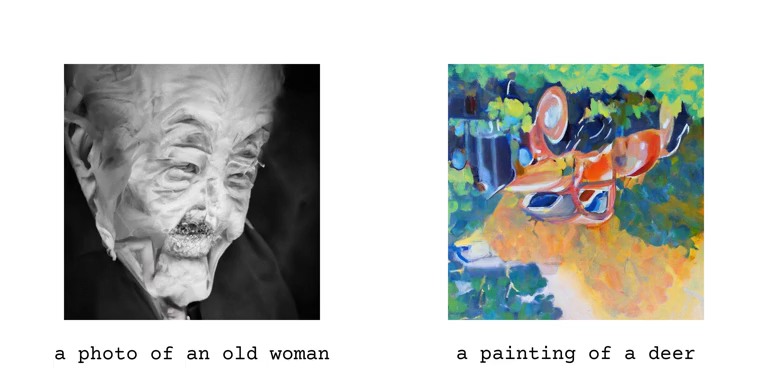 a photo of an old woman
a painting of a deer